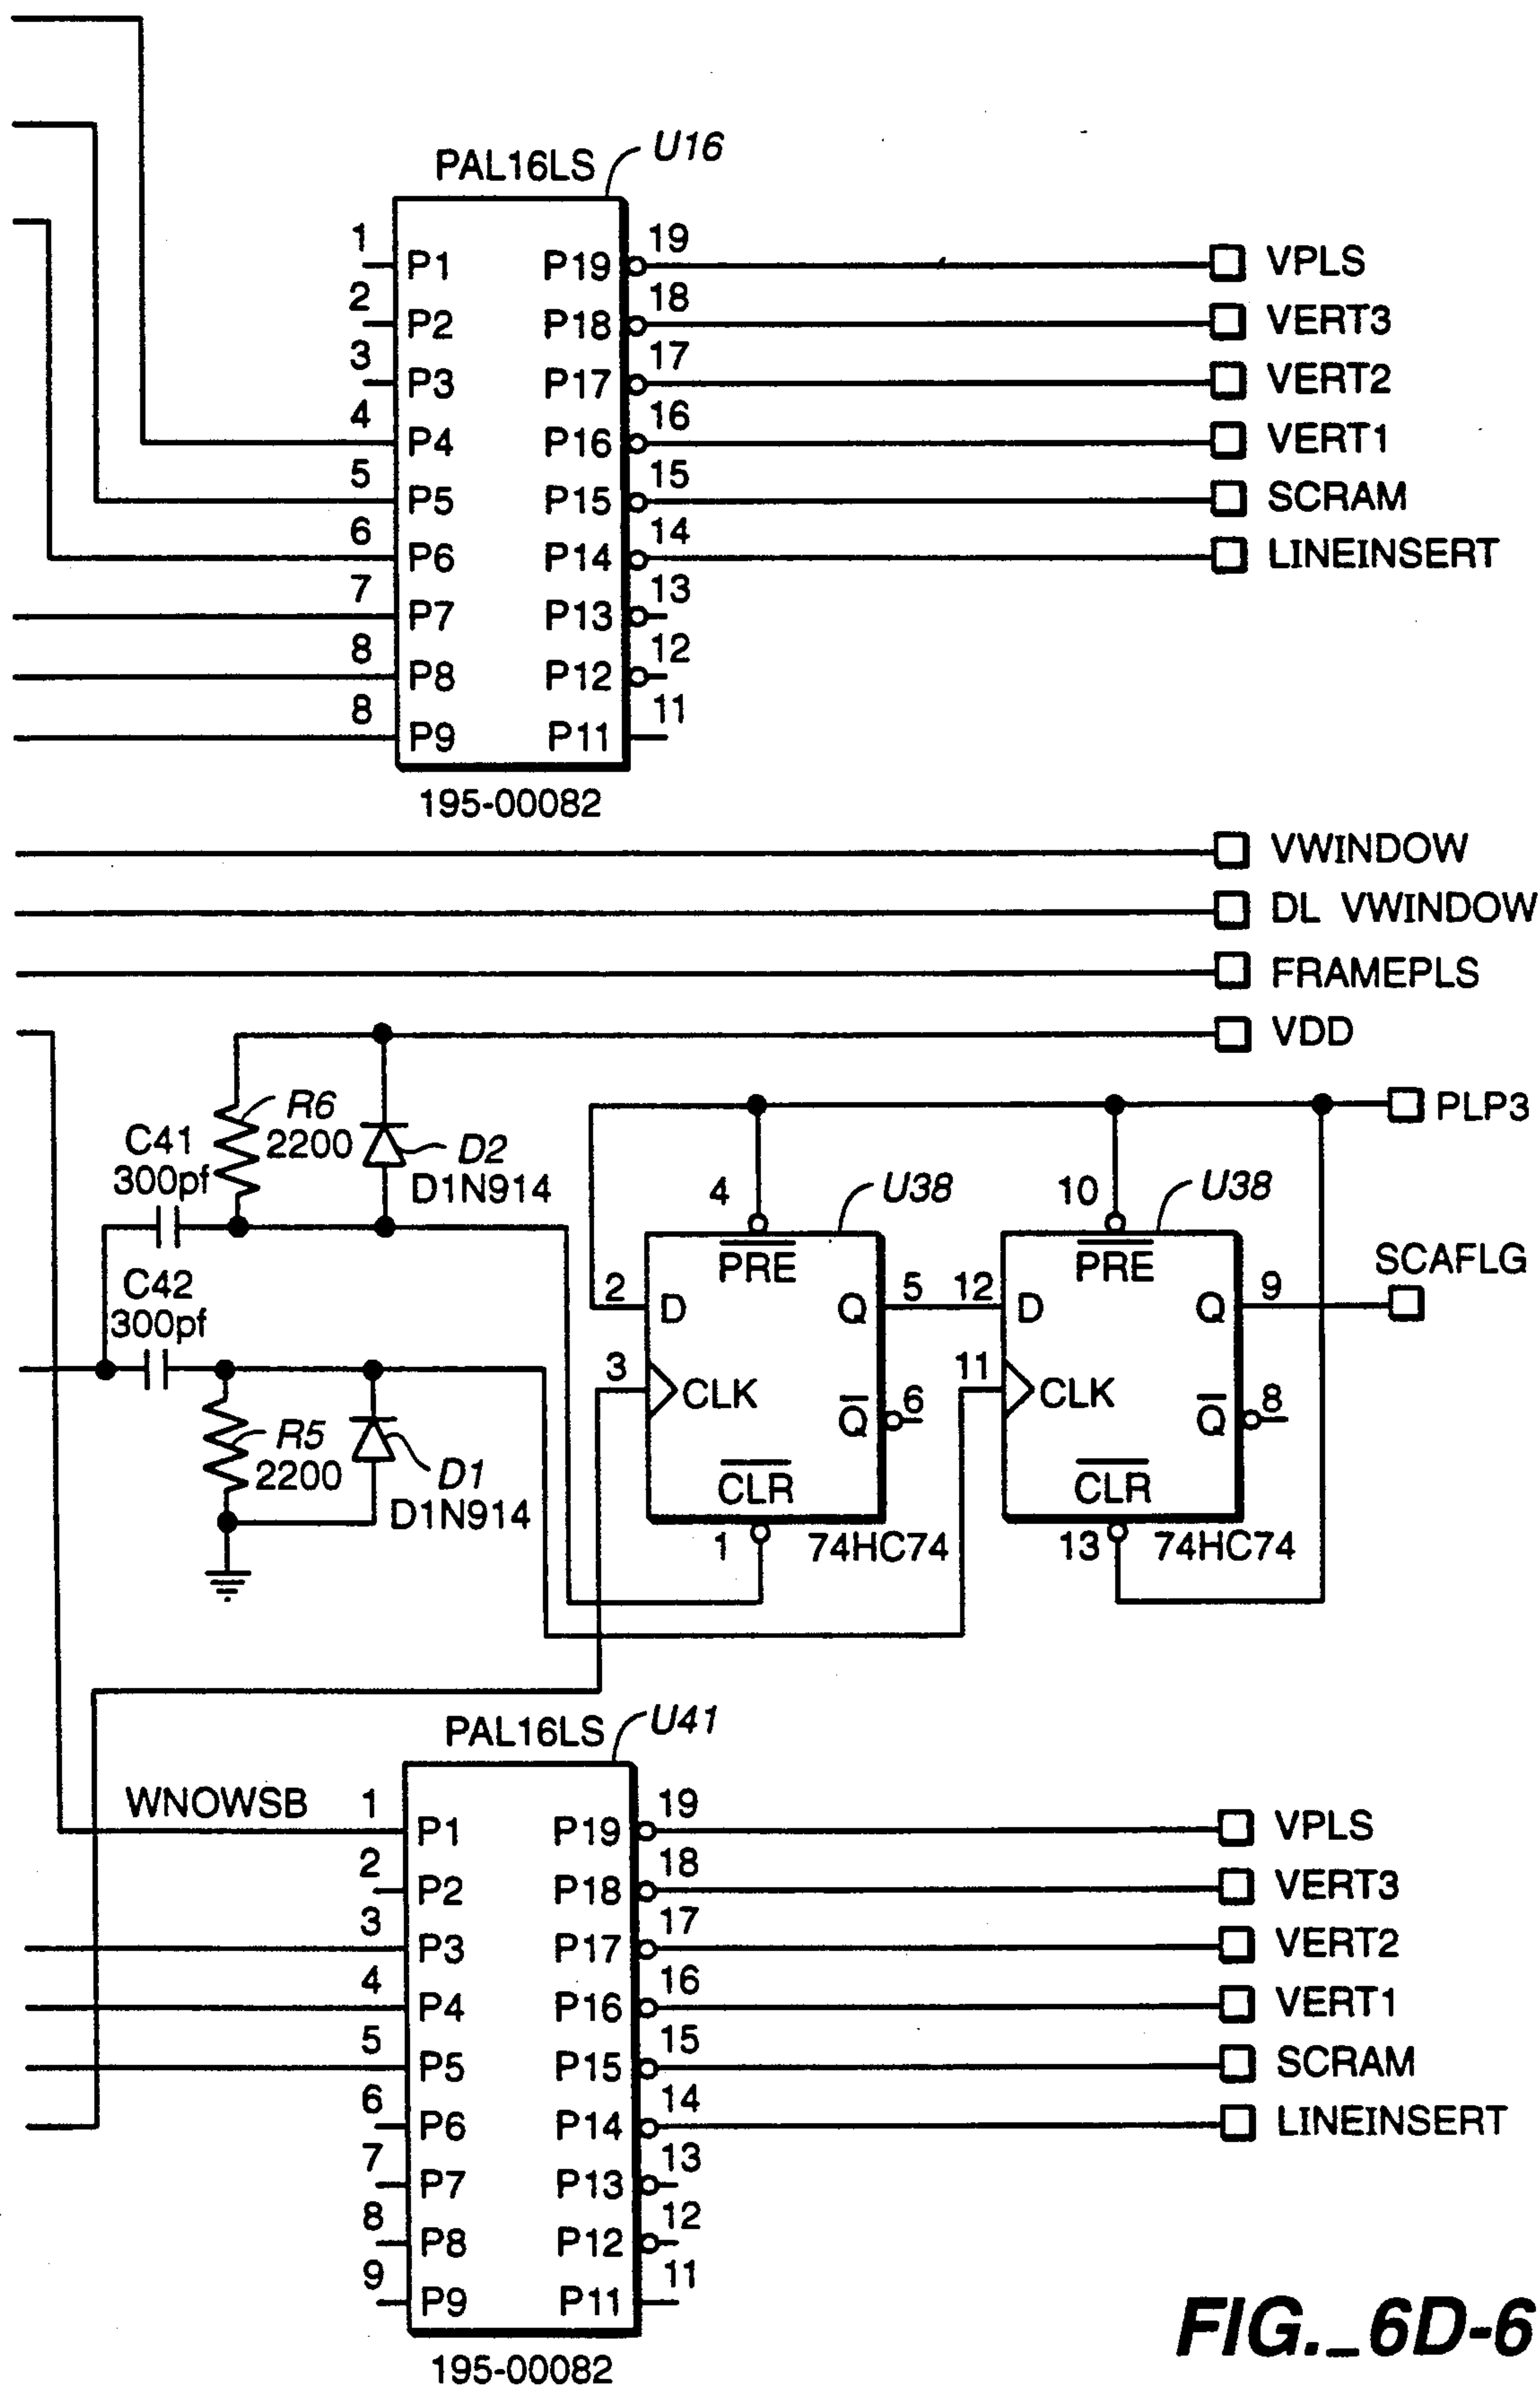 PAL16LS U16
1 P1 P19 19 VPLS
2 P2 P18 18 VERT3
3 P3 P17 17 VERT2
4 P4 P16 16 VERT1
5 P5 P15 15 SCRAM
6 P6 P14 14 LINEINSERT
7 P7 P13 13
8 P8 P12 12
8 P9 P11 11
195-00082
VWINDOW
DL VWINDOW
FRAMEPLS
VDD
PLP3
R6
2200
C41
300pf
D2
D1N914
4 U38
10 U38
PRE
PRE
SCAFLG
C42
300pf
2 D Q 5 12 D Q 9
3 CLK 11 CLK
Q 6 Q 8
R5
2200
D1
D1N914
CLR
CLR
1 74HC74 13 74HC74
PAL16LS U41
WNOWSB 1 P1 P19 19 VPLS
2 P2 P18 18 VERT3
3 P3 P17 17 VERT2
4 P4 P16 16 VERT1
5 P5 P15 15 SCRAM
6 P6 P14 14 LINEINSERT
7 P7 P13 13
8 P8 P12 12
9 P9 P11 11
195-00082
FIG._6D-6